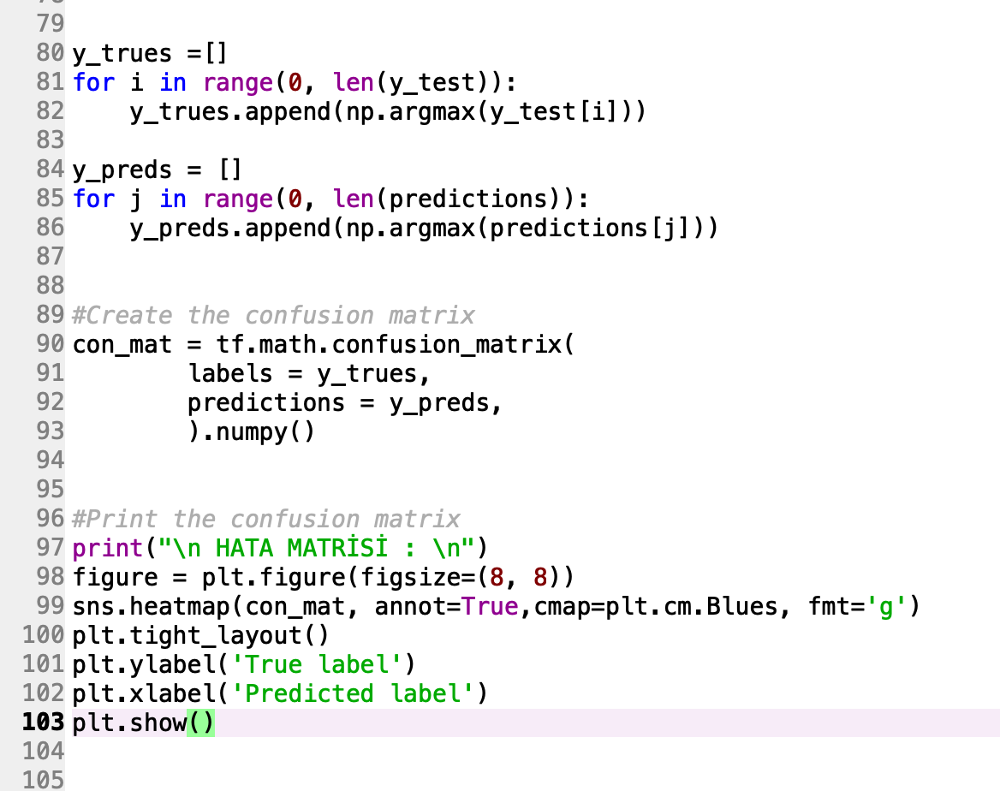 79
80 y_trues =[]
81 for i in range(0, len(y_test)):
82     y_trues.append(np.argmax(y_test[i]))
83
84 y_preds = []
85 for j in range(0, len(predictions)):
86     y_preds.append(np.argmax(predictions[j]))
87
88
89 #Create the confusion matrix
90 con_mat = tf.math.confusion_matrix(
91         labels = y_trues,
92         predictions = y_preds,
93         ).numpy()
94
95
96 #Print the confusion matrix
97 print("\n HATA MATRİSİ : \n")
98 figure = plt.figure(figsize=(8, 8))
99 sns.heatmap(con_mat, annot=True,cmap=plt.cm.Blues, fmt='g')
100 plt.tight_layout()
101 plt.ylabel('True label')
102 plt.xlabel('Predicted label')
103 plt.show()
104
105